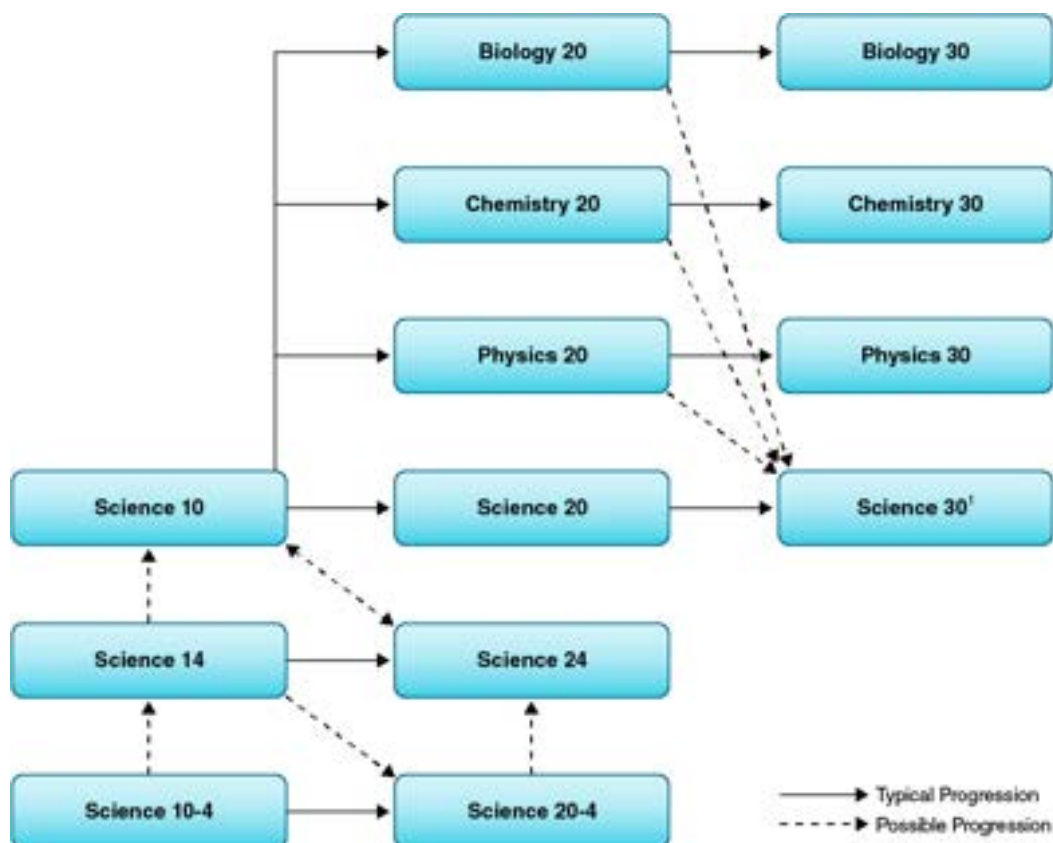 Biology 20
Biology 30
Chemistry 20
Chemistry 30
Physics 20
Physics 30
Science 10
Science 20
Science 30¹
Science 14
Science 24
Science 10-4
Science 20-4
Typical Progression
Possible Progression